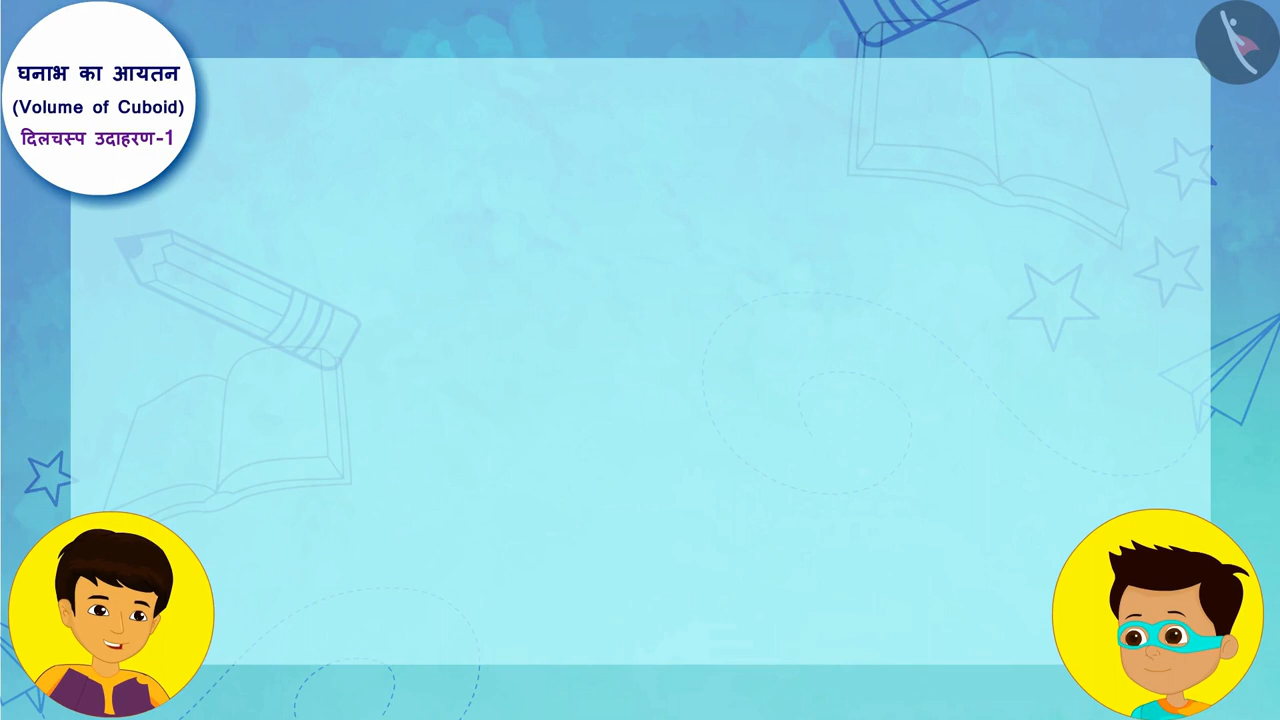 घनाभ का आयतन
(Volume of Cuboid)
दिलचस्प उदाहरण-1